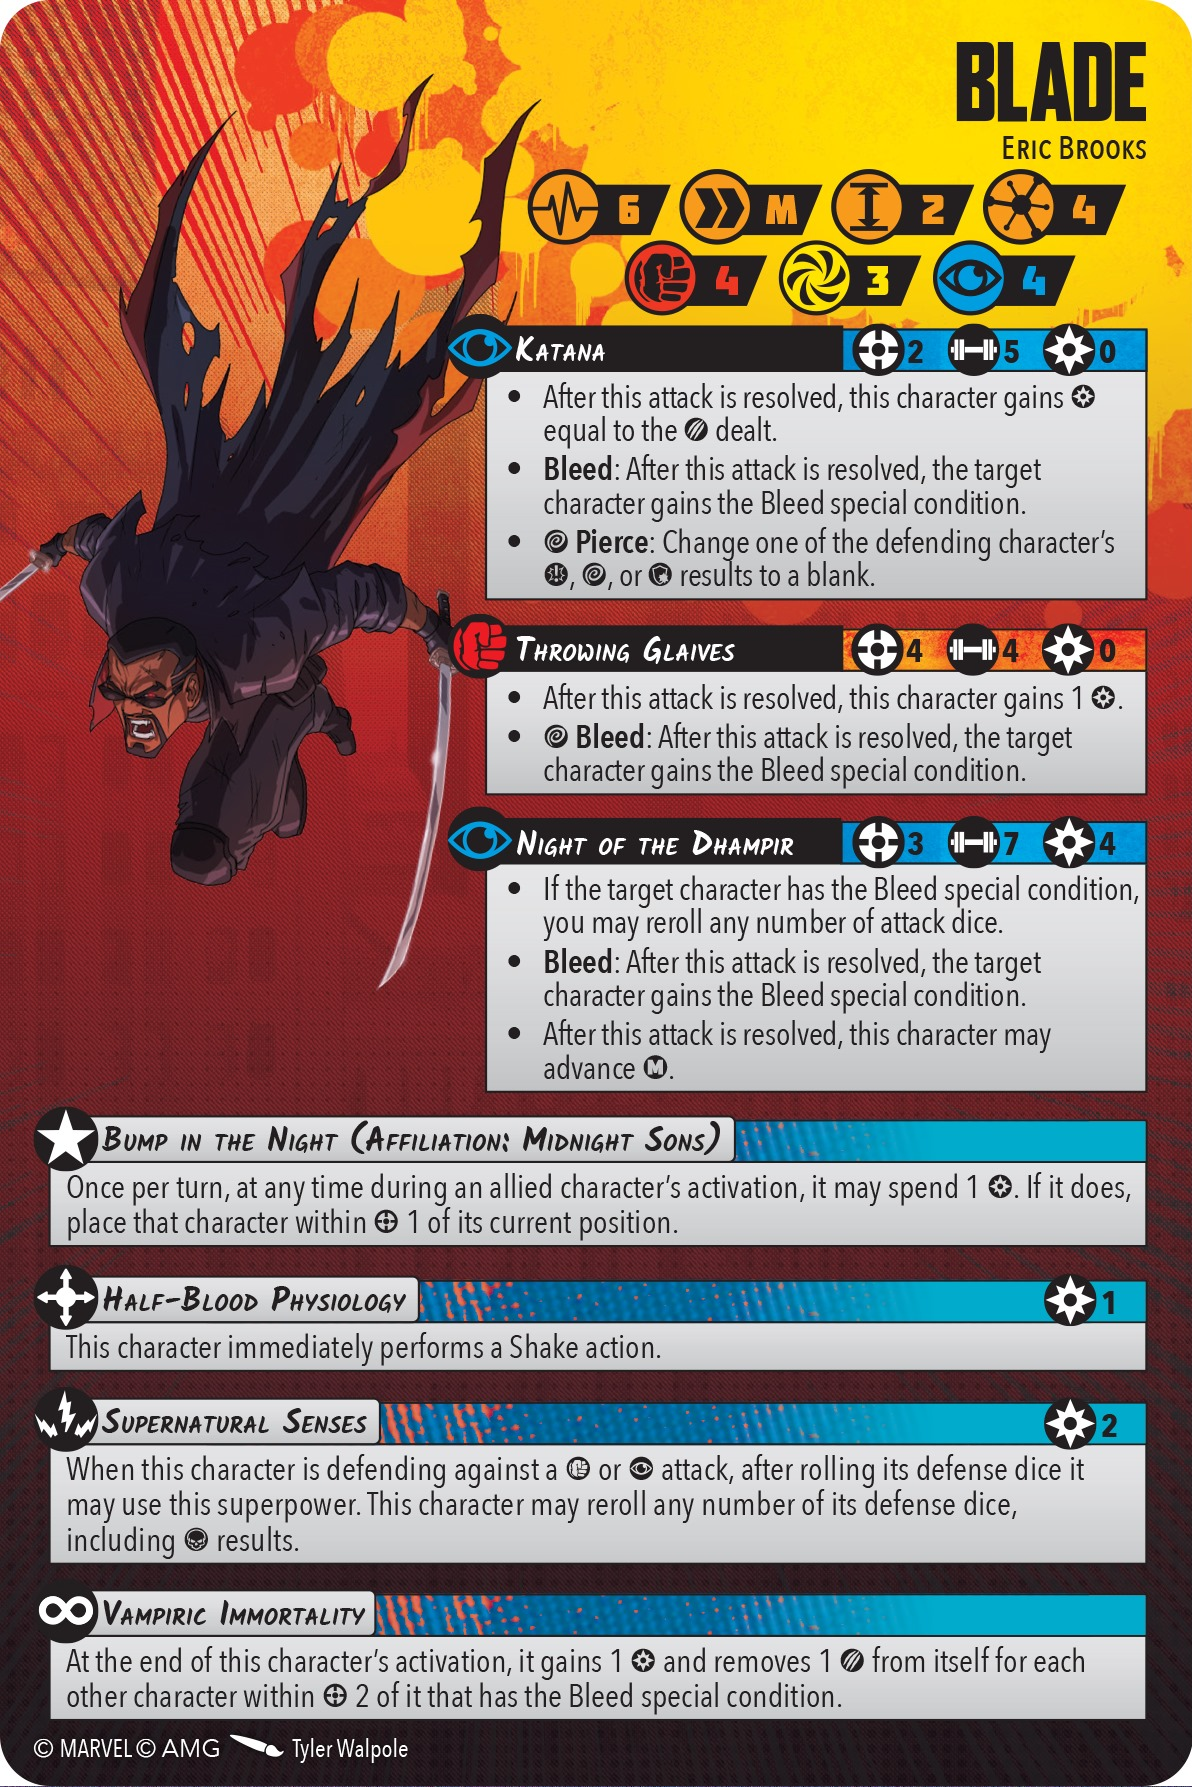 BLADE
Eric Brooks
6 M 2 4
4 3 4
Katana 2 5 0
• After this attack is resolved, this character gains
equal to the dealt.
• Bleed: After this attack is resolved, the target
character gains the Bleed special condition.
• Pierce: Change one of the defending character's
, , or results to a blank.
Throwing Glaives 4 4 0
• After this attack is resolved, this character gains 1 .
• Bleed: After this attack is resolved, the target
character gains the Bleed special condition.
Night of the Dhampir 3 7 4
• If the target character has the Bleed special condition,
you may reroll any number of attack dice.
• Bleed: After this attack is resolved, the target
character gains the Bleed special condition.
• After this attack is resolved, this character may
advance M.
Bump in the Night (Affiliation: Midnight Sons)
Once per turn, at any time during an allied character's activation, it may spend 1 . If it does,
place that character within 1 of its current position.
Half-Blood Physiology 1
This character immediately performs a Shake action.
Supernatural Senses 2
When this character is defending against a or attack, after rolling its defense dice it
may use this superpower. This character may reroll any number of its defense dice,
including results.
Vampiric Immortality
At the end of this character's activation, it gains 1 and removes 1 from itself for each
other character within 2 of it that has the Bleed special condition.
© MARVEL © AMG Tyler Walpole